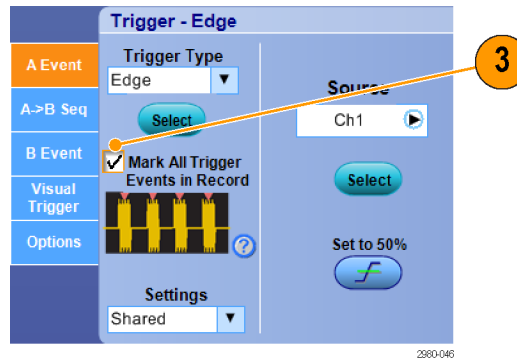 Trigger - Edge
A Event
A->B Seq
B Event
Visual
Trigger
Options
Trigger Type
Edge
Select
Mark All Trigger
Events in Record
?
Settings
Shared
Source
Ch1
Select
Set to 50%
3
2980-046